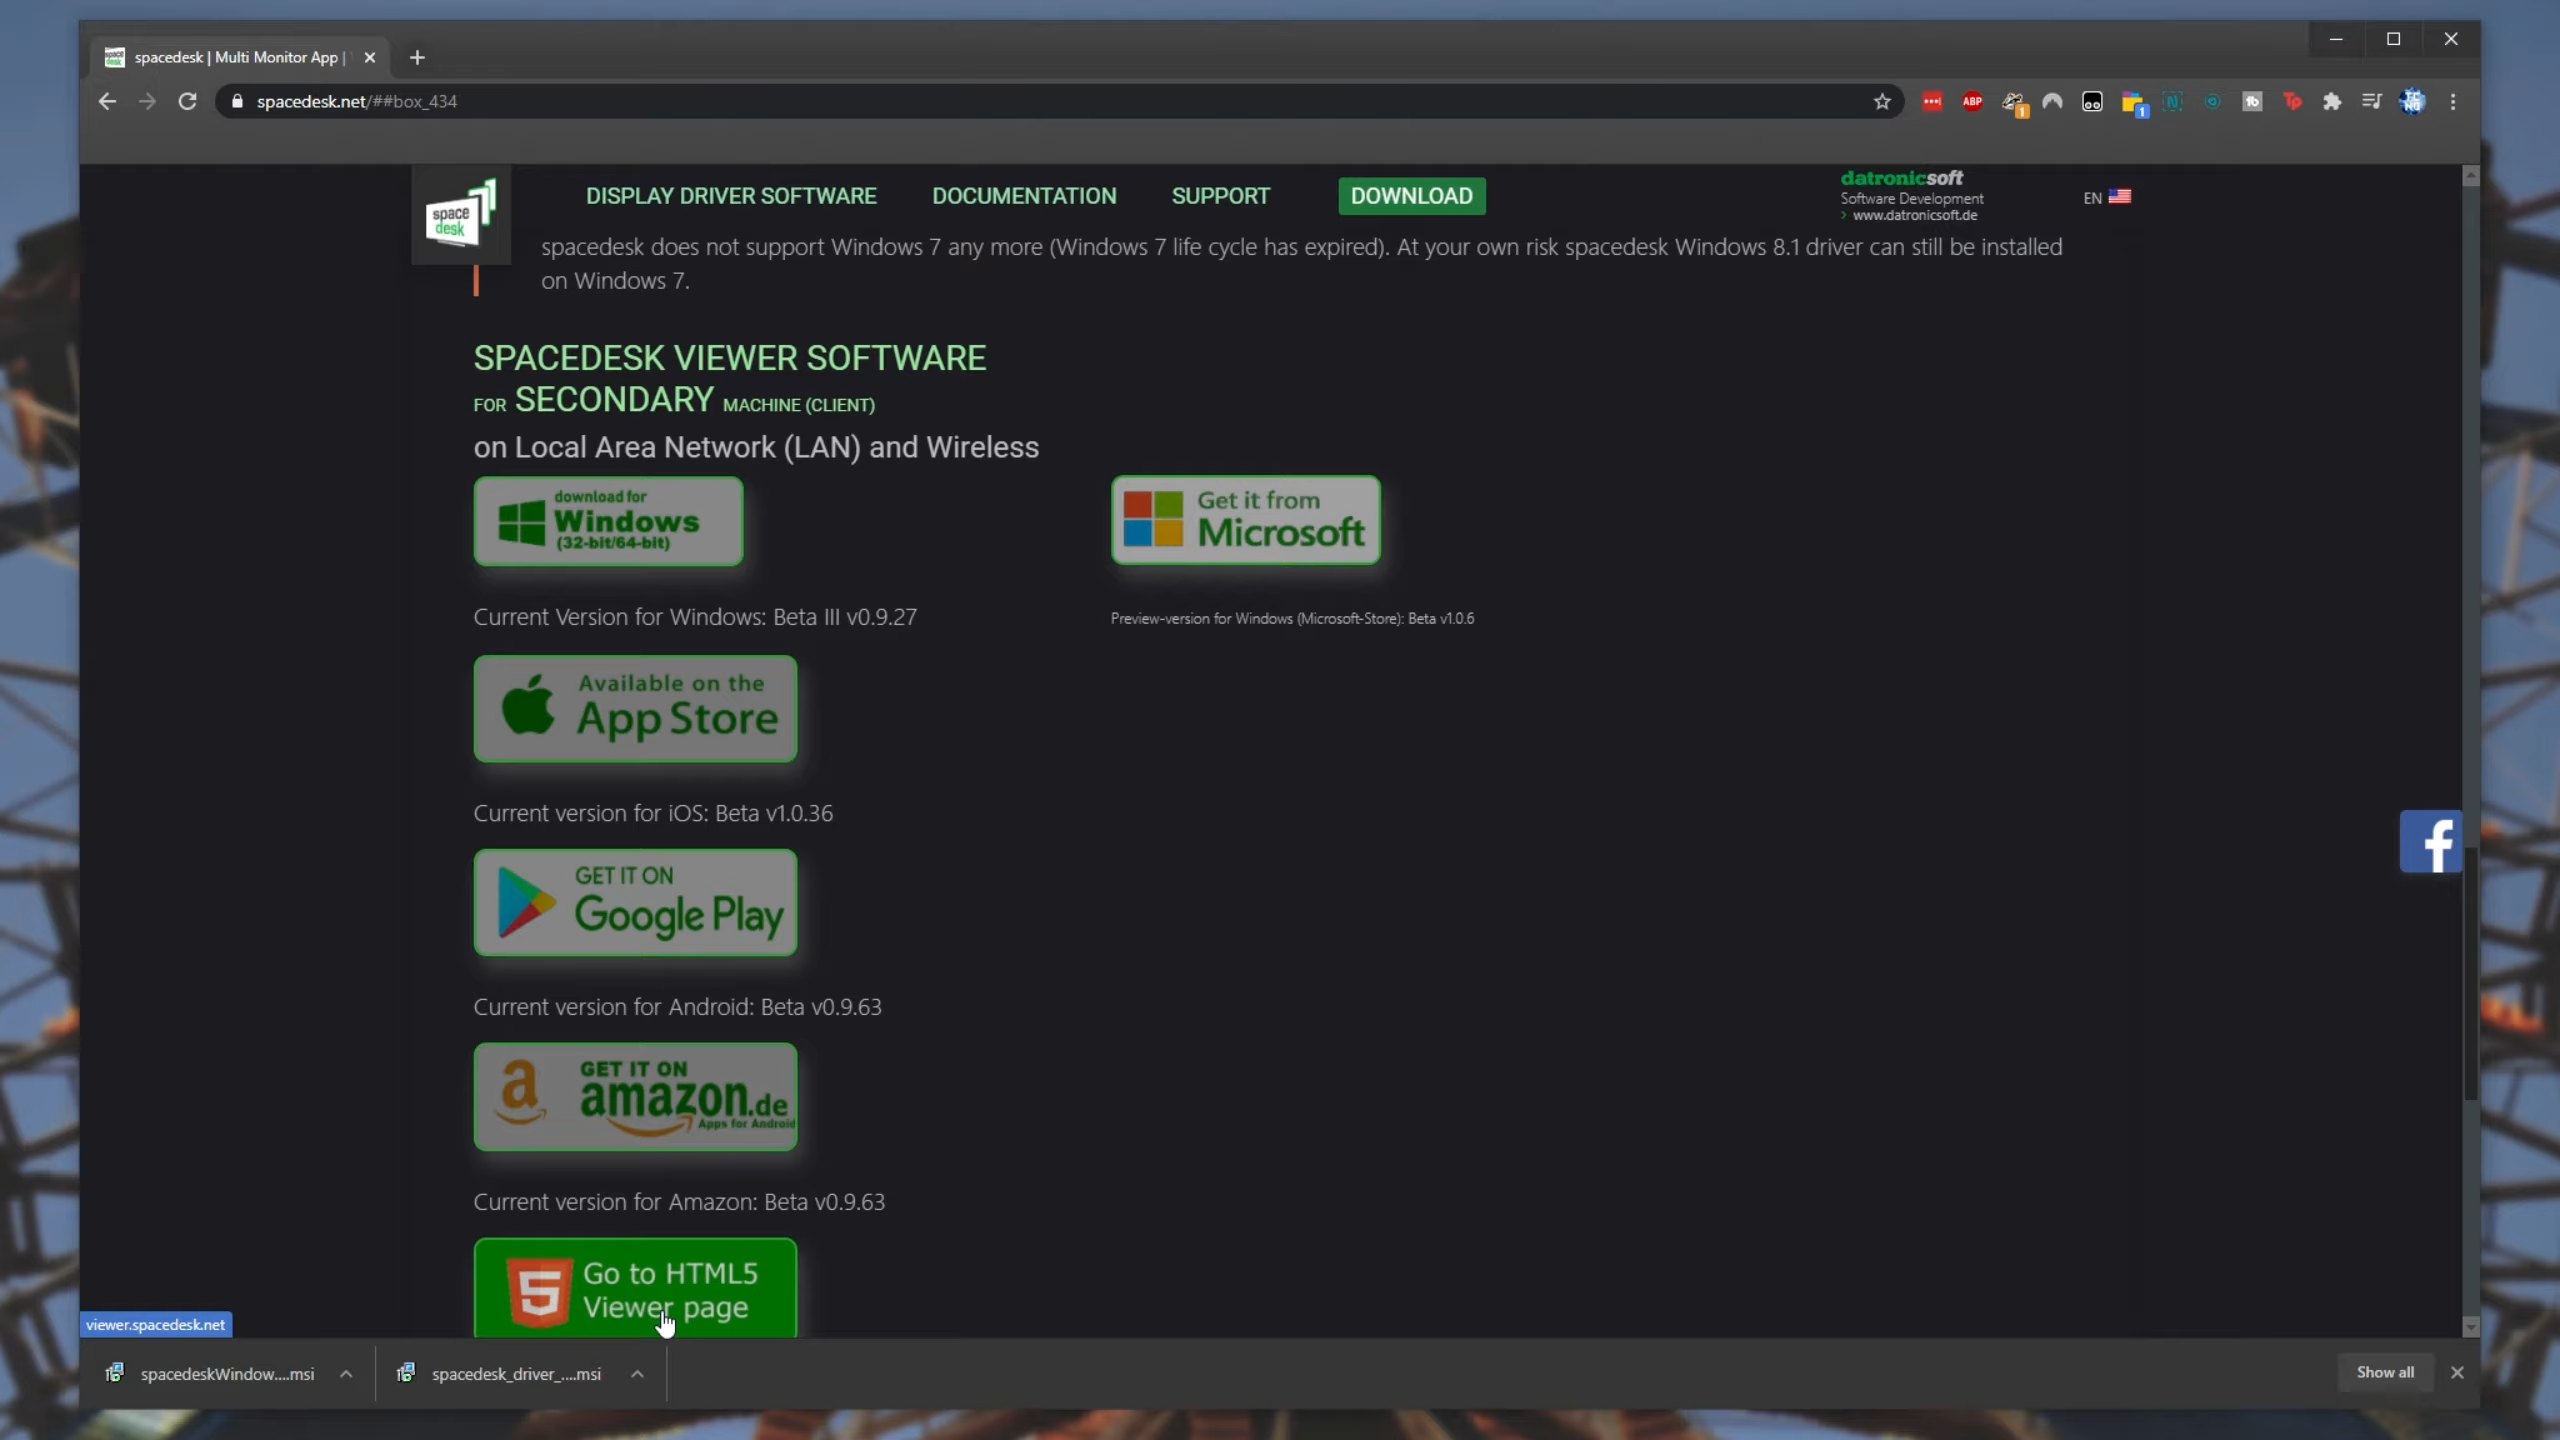 spacedesk | Multi Monitor App |
spacedesk.net/##box_434
ABP
space
desk
DISPLAY DRIVER SOFTWARE
DOCUMENTATION
SUPPORT
DOWNLOAD
datronicsoft
Software Development
› www.datronicsoft.de
EN
spacedesk does not support Windows 7 any more (Windows 7 life cycle has expired). At your own risk spacedesk Windows 8.1 driver can still be installed
on Windows 7.
SPACEDESK VIEWER SOFTWARE
FOR SECONDARY MACHINE (CLIENT)
on Local Area Network (LAN) and Wireless
download for
Windows
(32-bit/64-bit)
Get it from
Microsoft
Current Version for Windows: Beta III v0.9.27
Preview-version for Windows (Microsoft-Store): Beta v1.0.6
Available on the
App Store
Current version for iOS: Beta v1.0.36
GET IT ON
Google Play
Current version for Android: Beta v0.9.63
a
GET IT ON
amazon.de
Apps for Android
Current version for Amazon: Beta v0.9.63
5
Go to HTML5
Viewer page
f
viewer.spacedesk.net
spacedeskWindow....msi
spacedesk_driver_....msi
Show all